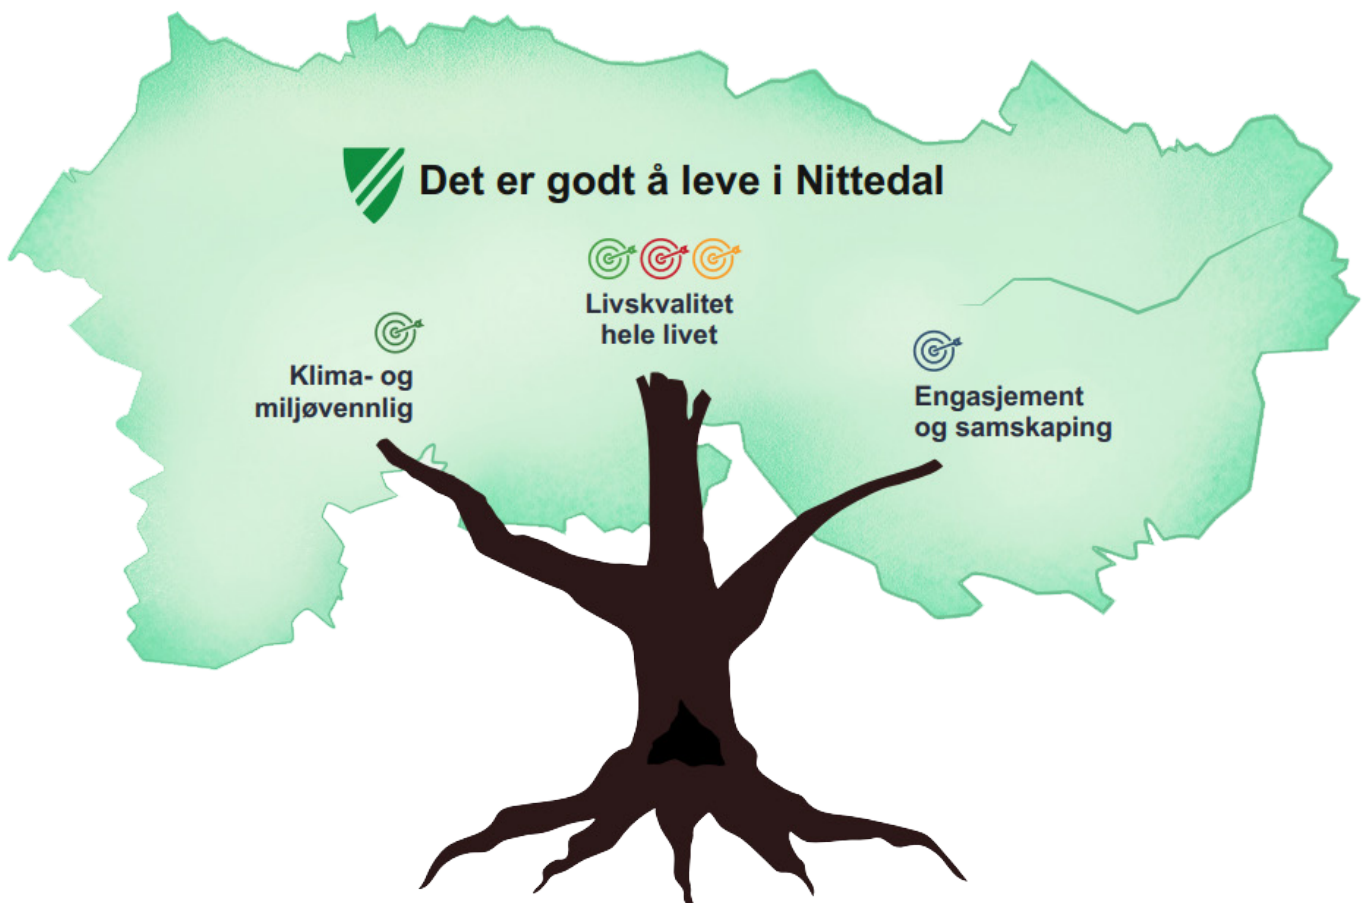 Det er godt å leve i Nittedal
Livskvalitet
hele livet
Klima- og
miljøvennlig
Engasjement
og samskaping